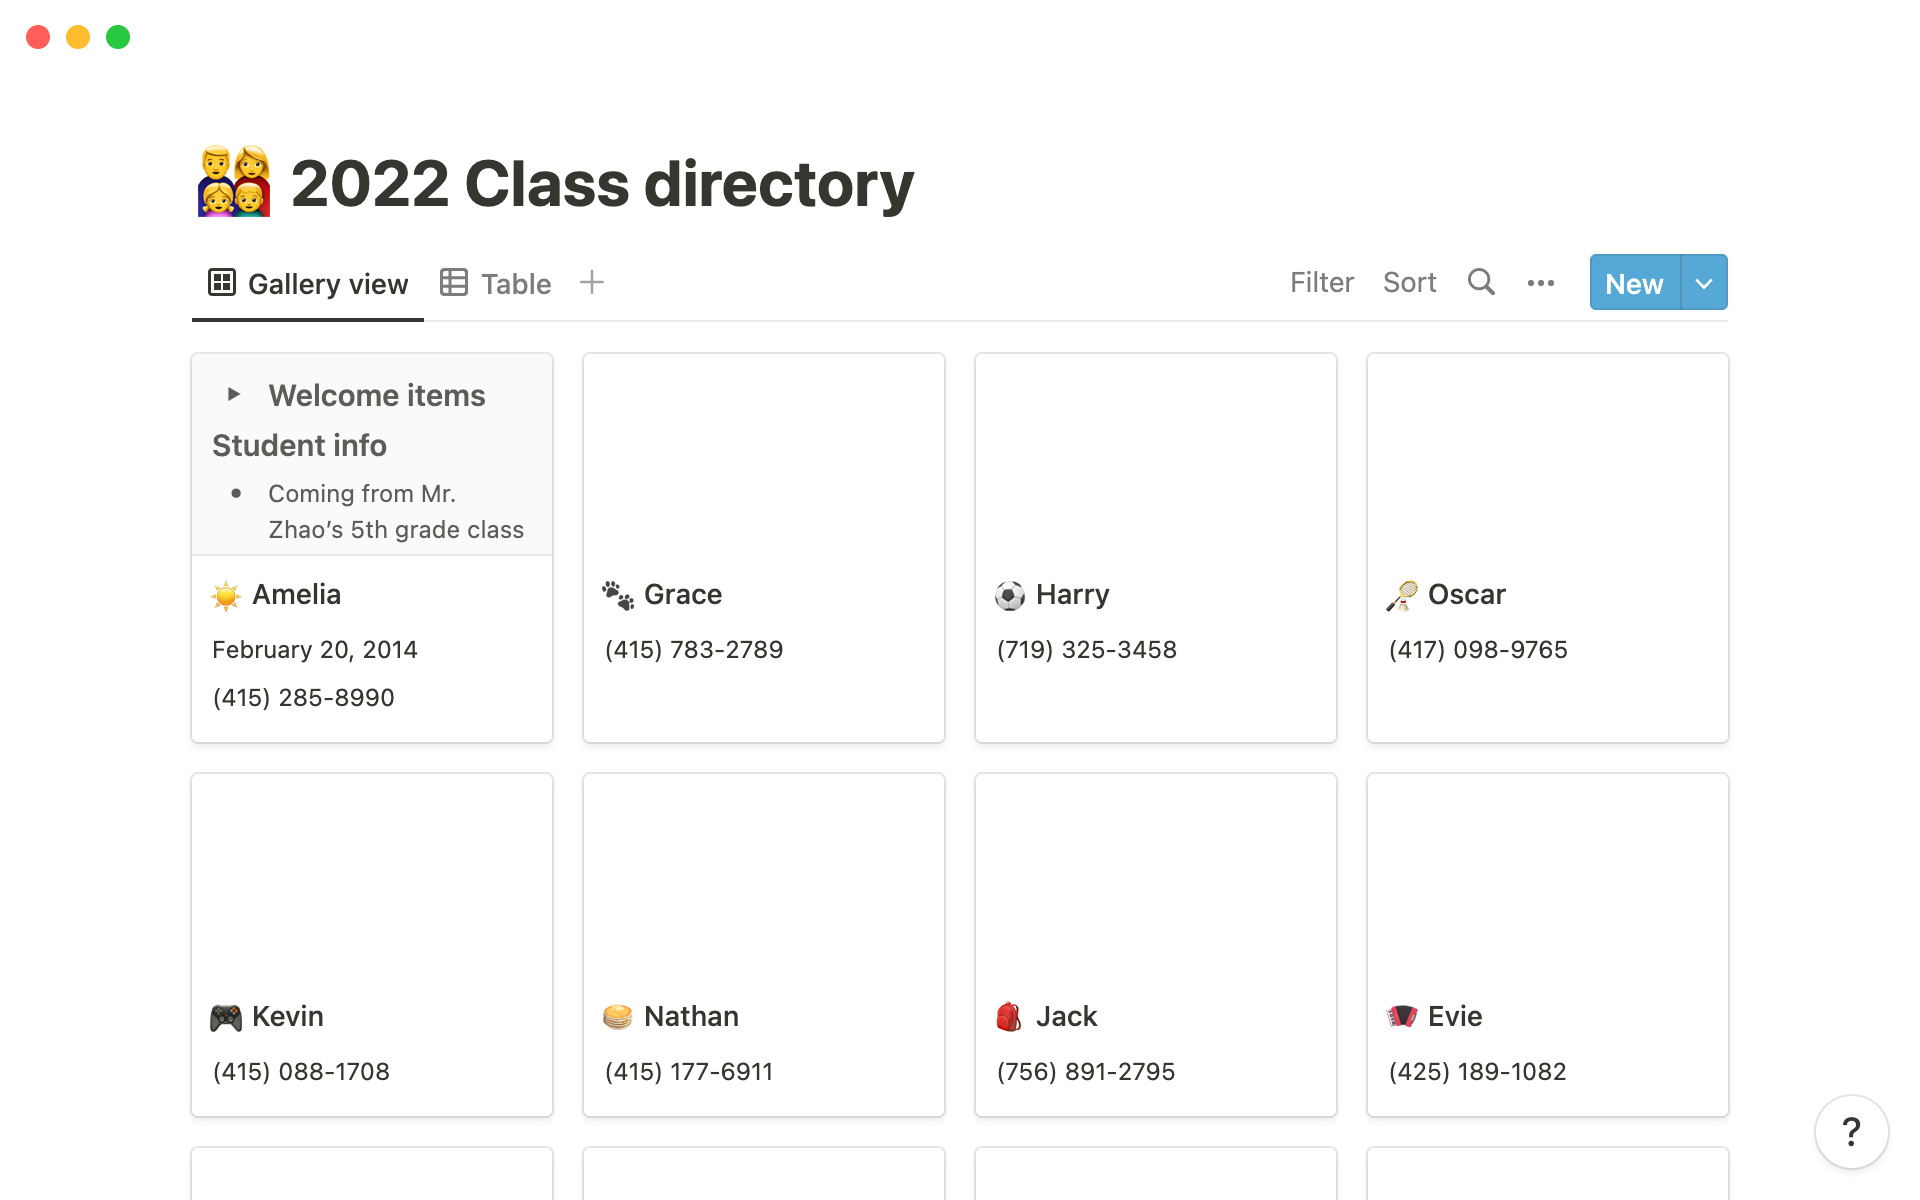 2022 Class directory
Gallery view Table Filter Sort New
Welcome items
Student info
Coming from Mr.
Zhao’s 5th grade class
Amelia
February 20, 2014
(415) 285-8990
Grace
(415) 783-2789
Harry
(719) 325-3458
Oscar
(417) 098-9765
Kevin
(415) 088-1708
Nathan
(415) 177-6911
Jack
(756) 891-2795
Evie
(425) 189-1082
?